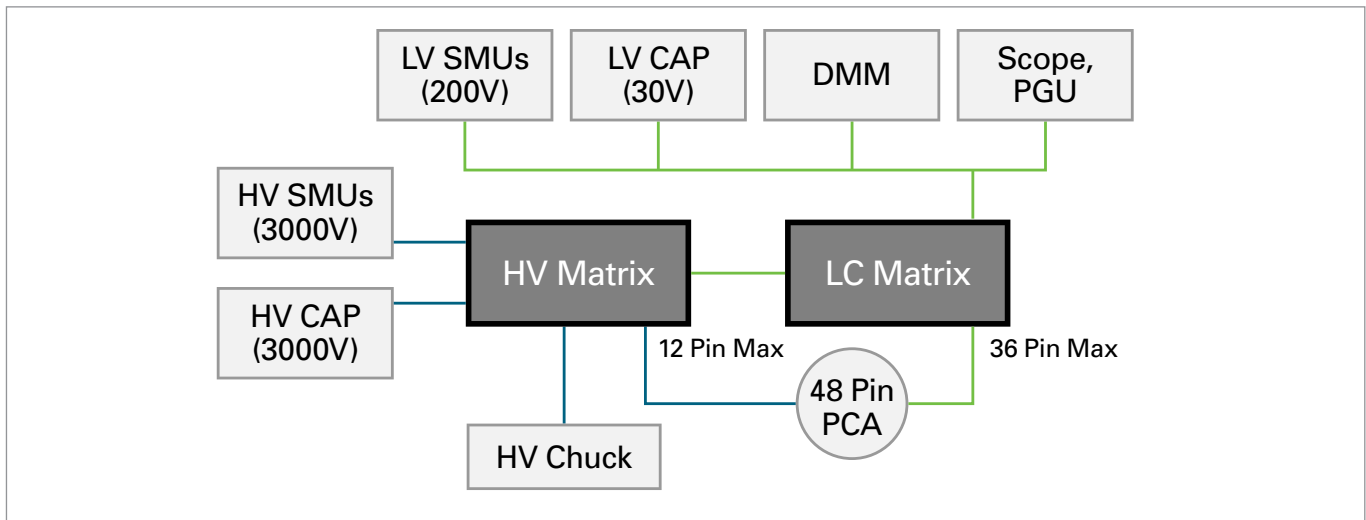 LV SMUs
(200V)
LV CAP
(30V)
DMM
Scope,
PGU
HV SMUs
(3000V)
HV CAP
(3000V)
HV Matrix
LC Matrix
12 Pin Max
36 Pin Max
48 Pin
PCA
HV Chuck